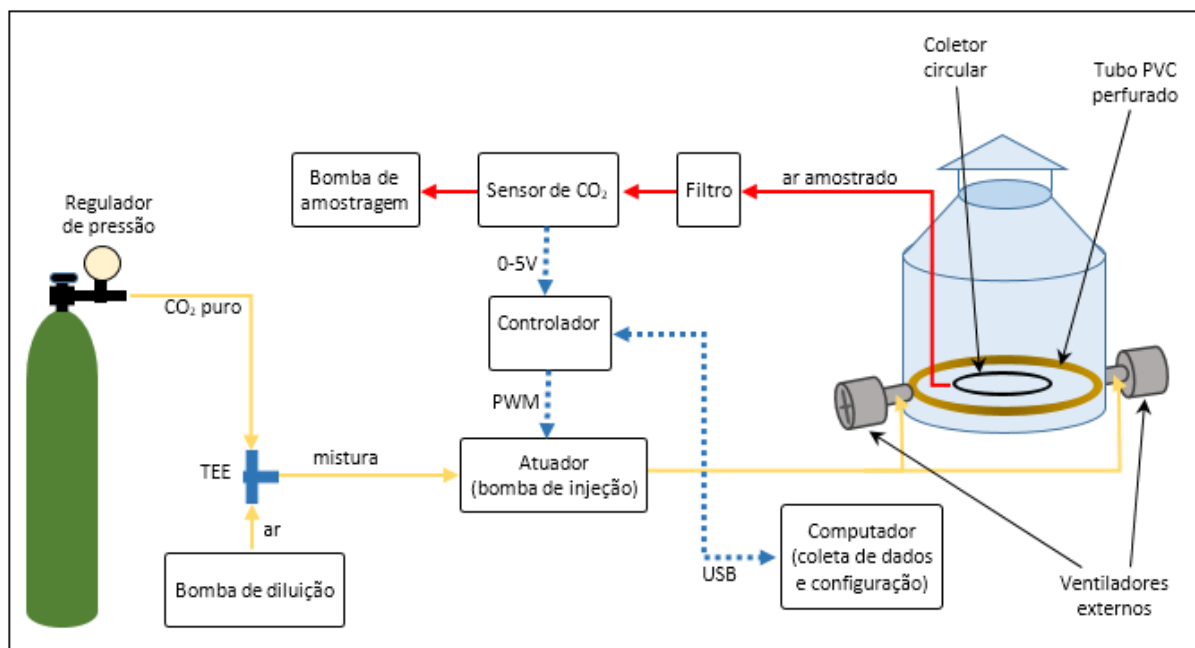 Coletor
circular
Tubo PVC
perfurado
Bomba de
amostragem
Sensor de CO₂
Filtro
ar amostrado
Regulador
de pressão
0-5V
CO₂ puro
Controlador
PWM
TEE
mistura
Atuador
(bomba de injeção)
ar
Bomba de diluição
USB
Computador
(coleta de dados
e configuração)
Ventiladores
externos